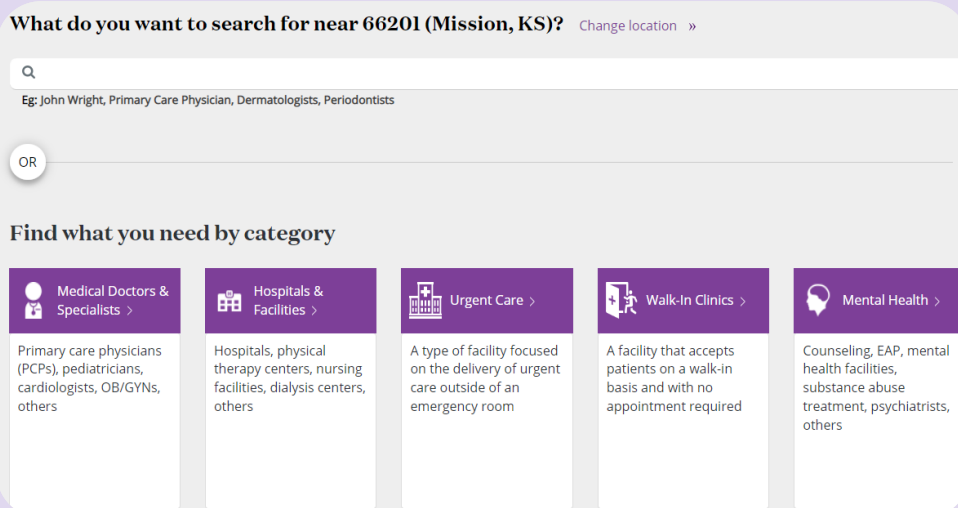 What do you want to search for near 66201 (Mission, KS)? Change location »
Eg: John Wright, Primary Care Physician, Dermatologists, Periodontists
OR
Find what you need by category
Medical Doctors &
Specialists >
Primary care physicians
(PCPs), pediatricians,
cardiologists, OB/GYNs,
others
Hospitals &
Facilities >
Hospitals, physical
therapy centers, nursing
facilities, dialysis centers,
others
Urgent Care >
A type of facility focused
on the delivery of urgent
care outside of an
emergency room
Walk-In Clinics >
A facility that accepts
patients on a walk-in
basis and with no
appointment required
Mental Health >
Counseling, EAP, mental
health facilities,
substance abuse
treatment, psychiatrists,
others